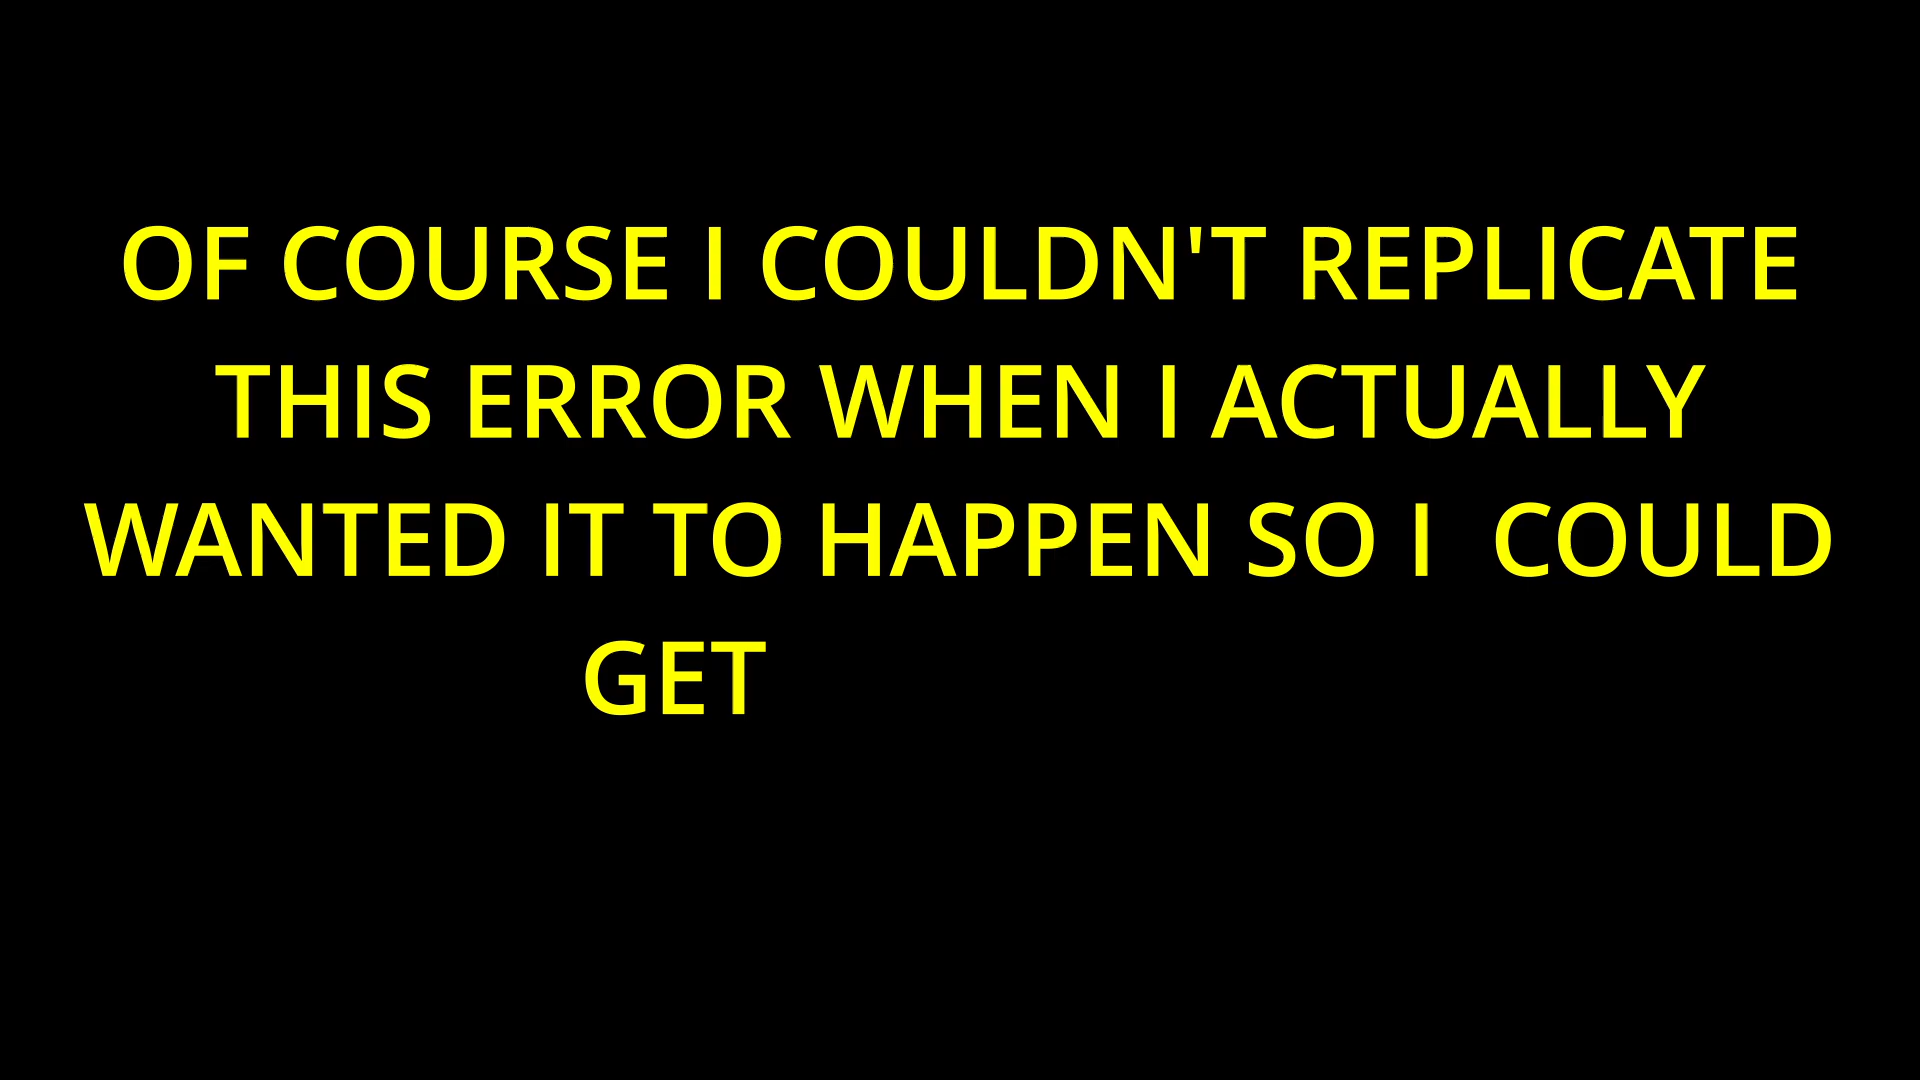 OF COURSE I COULDN'T REPLICATE
THIS ERROR WHEN I ACTUALLY
WANTED IT TO HAPPEN SO I  COULD
GET